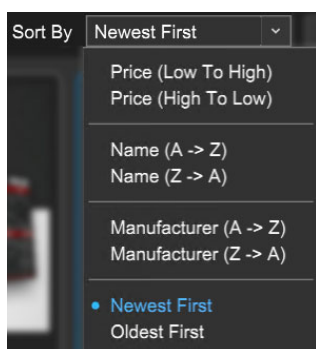 Sort By Newest First
Price (Low To High)
Price (High To Low)
Name (A -> Z)
Name (Z -> A)
Manufacturer (A -> Z)
Manufacturer (Z -> A)
Newest First
Oldest First